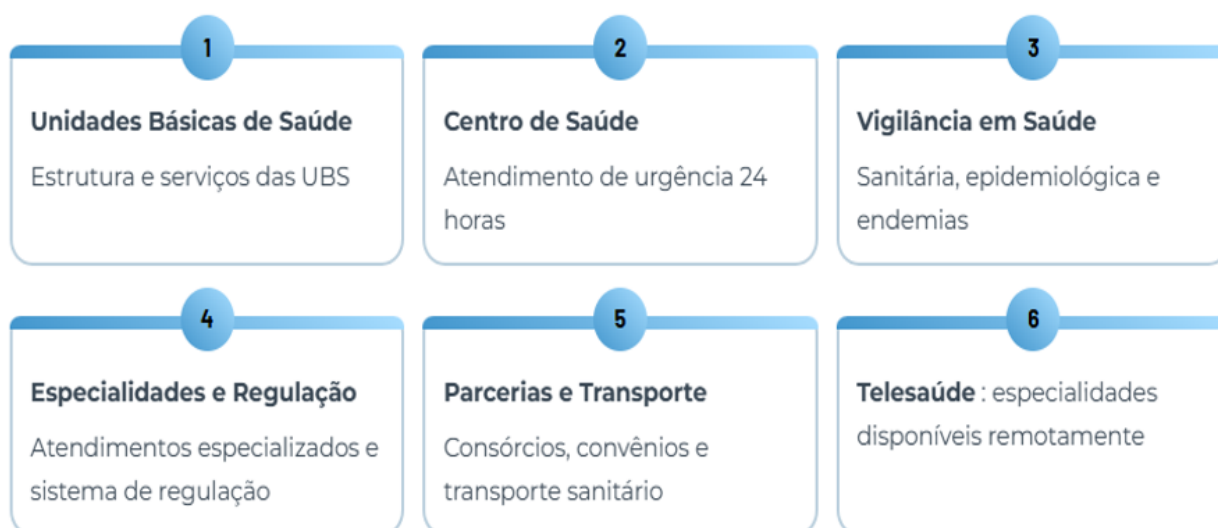 1
Unidades Básicas de Saúde
Estrutura e serviços das UBS
2
Centro de Saúde
Atendimento de urgência 24
horas
3
Vigilância em Saúde
Sanitária, epidemiológica e
endemias
4
Especialidades e Regulação
Atendimentos especializados e
sistema de regulação
5
Parcerias e Transporte
Consórcios, convênios e
transporte sanitário
6
Telesaúde : especialidades
disponíveis remotamente